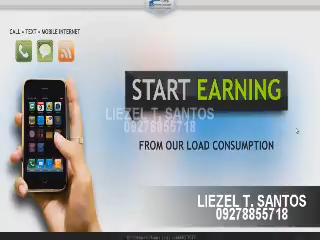 CALL • TEXT • MOBILE INTERNET
START EARNING
LIEZEL T. SANTOS
09278855718
FROM OUR LOAD CONSUMPTION
LIEZEL T. SANTOS
09278855718